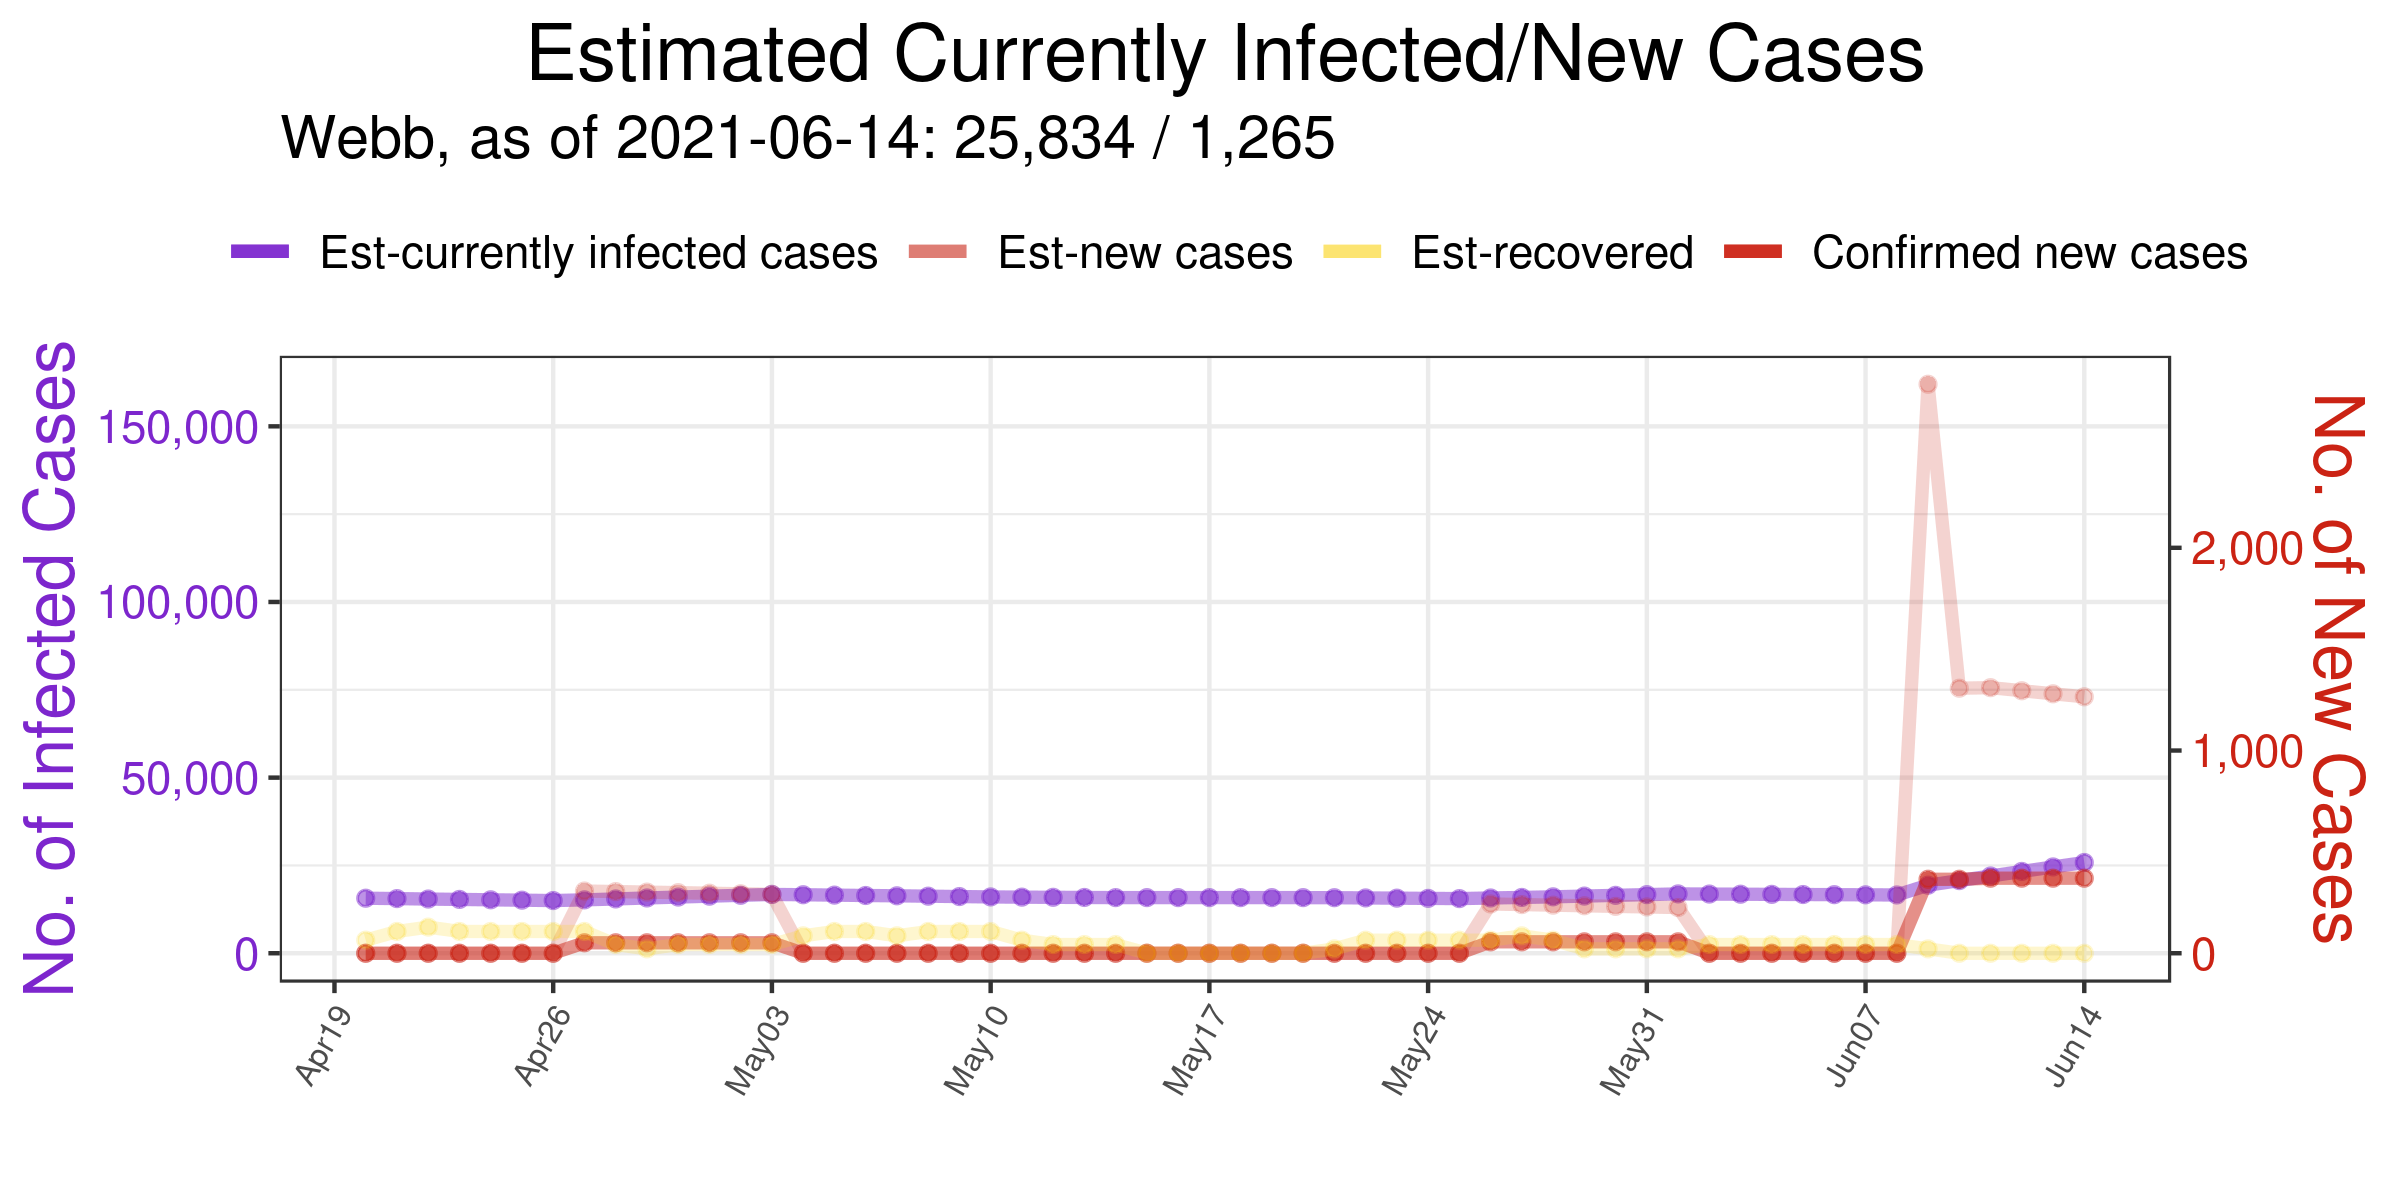 Estimated Currently Infected/New Cases
Webb, as of 2021-06-14: 25,834 / 1,265
Est-currently infected cases Est-new cases Est-recovered Confirmed new cases
No. of Infected Cases
150,000
100,000
50,000
0
2,000
1,000
0
No. of New Cases
Apr19 Apr26 May03 May10 May17 May24 May31 Jun07 Jun14